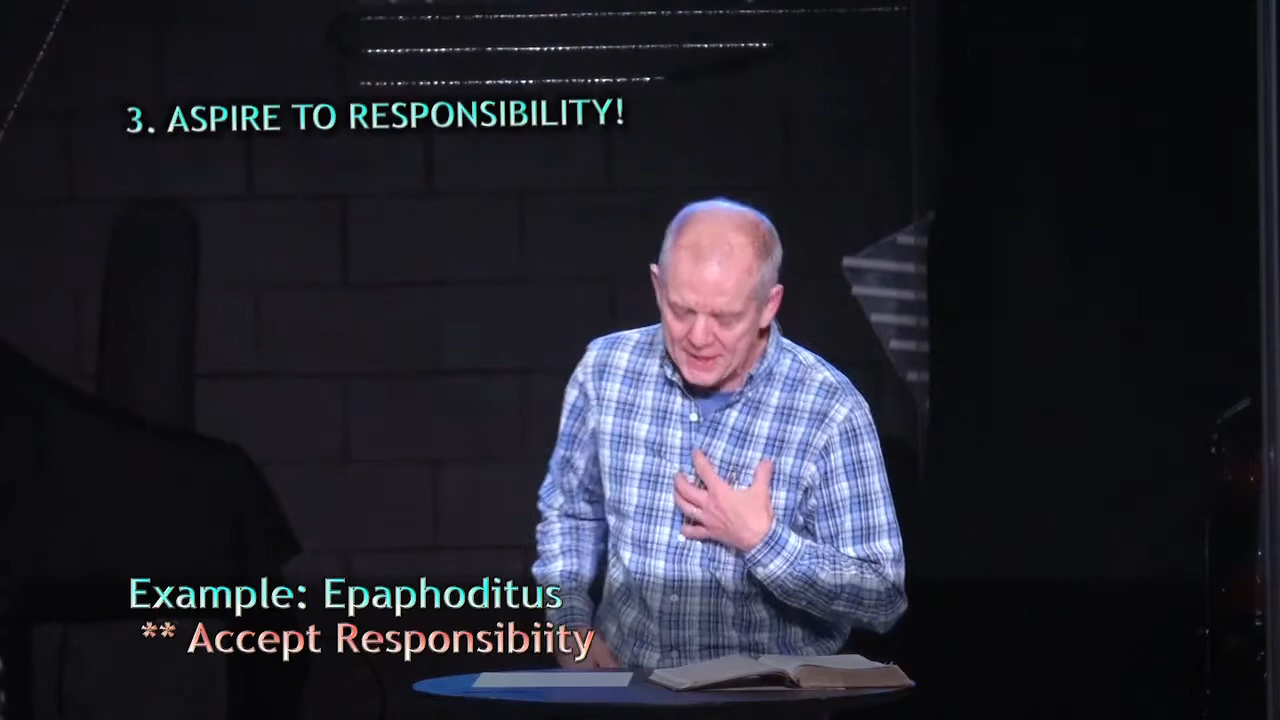 3. ASPIRE TO RESPONSIBILITY!
Example: Epaphoditus
** Accept Responsibiity